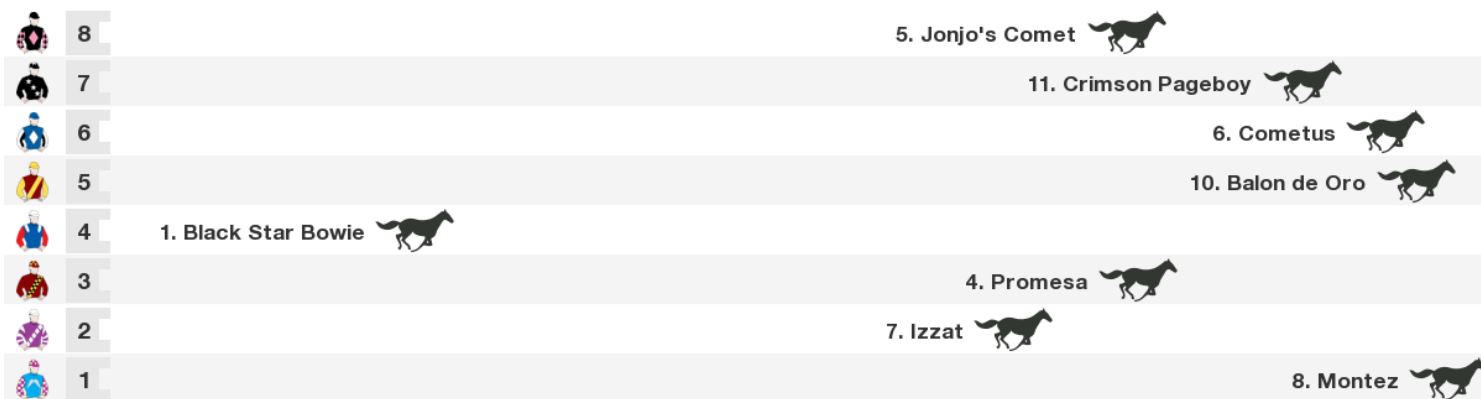 8 5. Jonjo's Comet
7 11. Crimson Pageboy
6 6. Cometus
5 10. Balon de Oro
4 1. Black Star Bowie
3 4. Promesa
2 7. Izzat
1 8. Montez